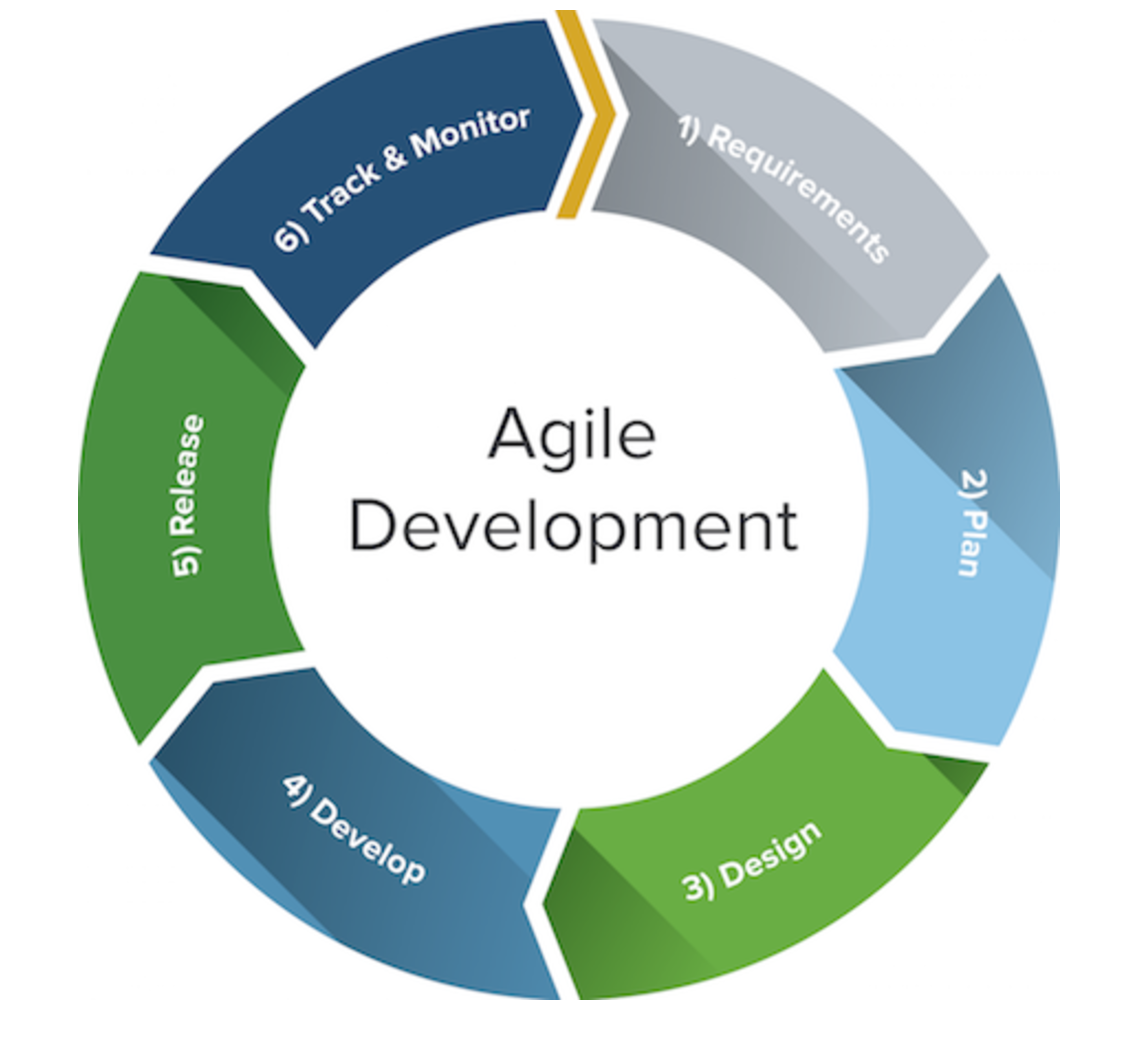 Agile
Development
1) Requirements
2) Plan
3) Design
4) Develop
5) Release
6) Track & Monitor